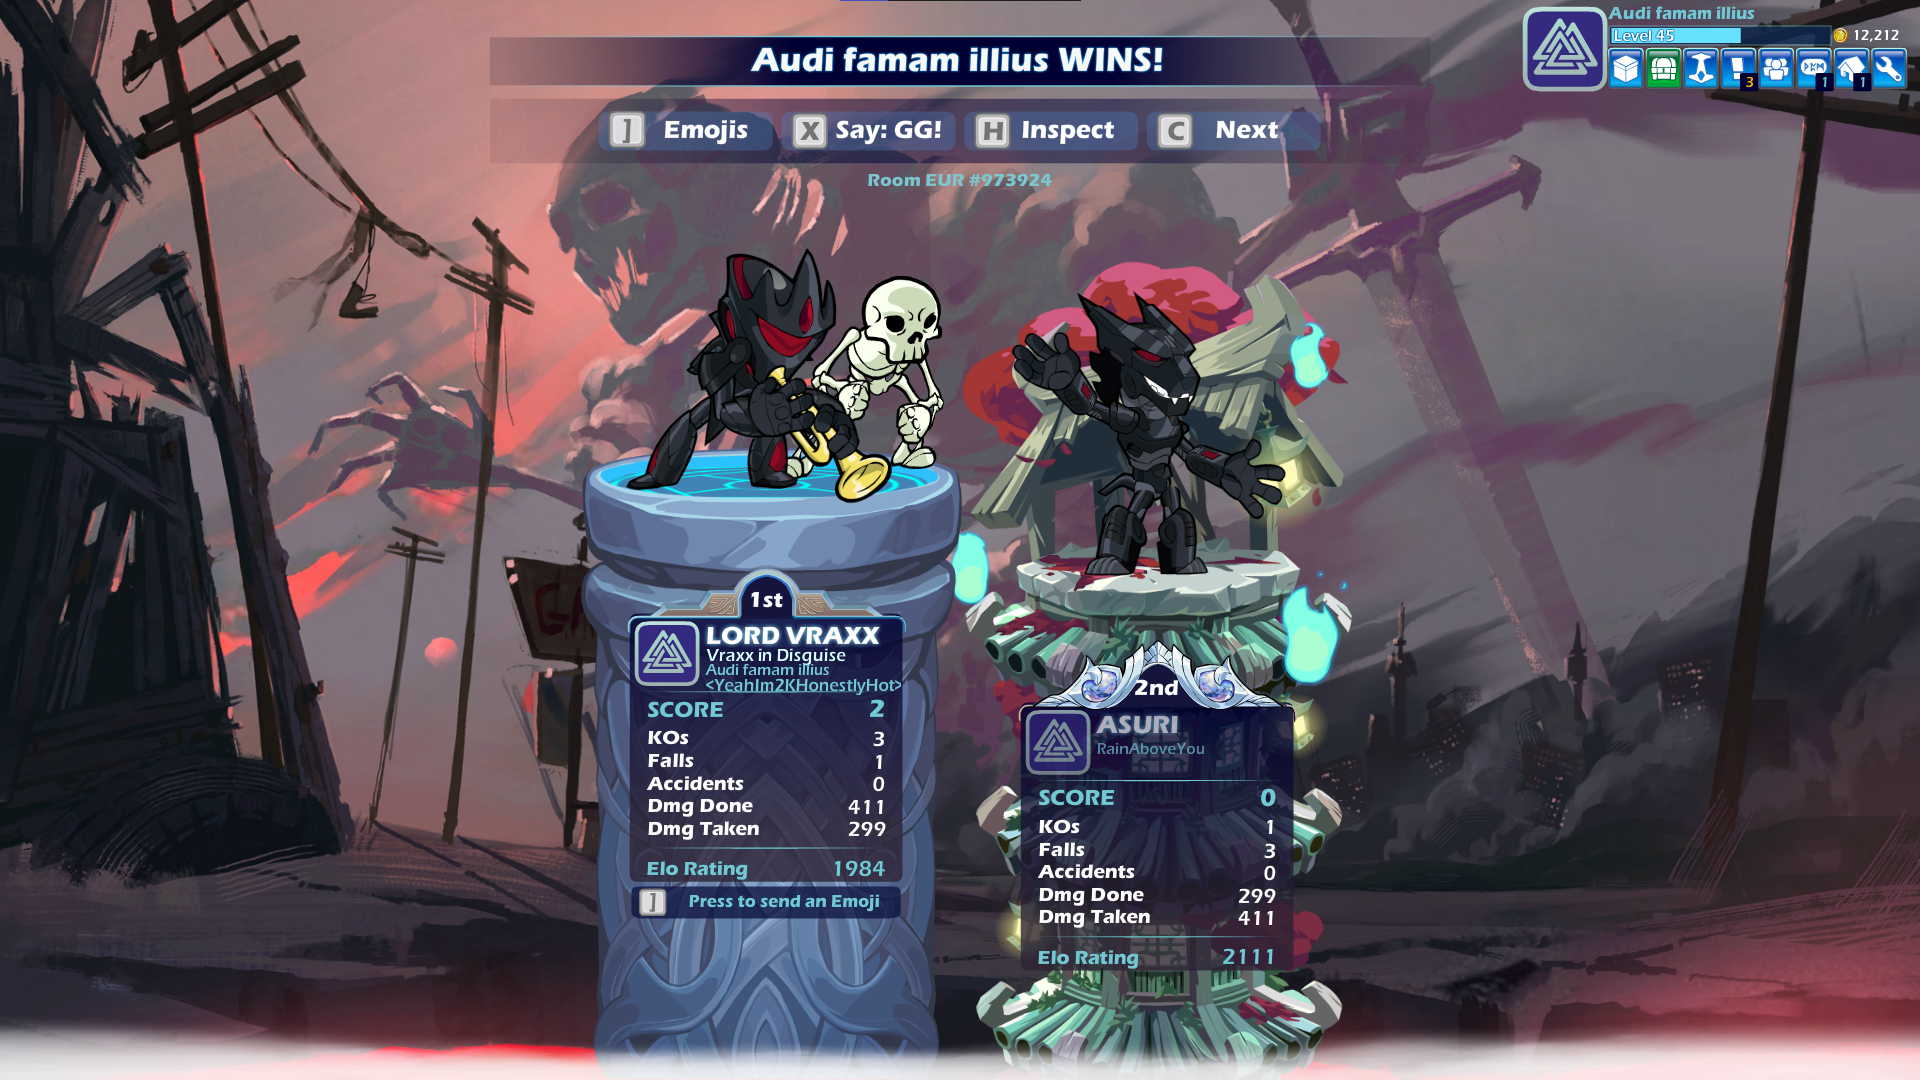 Audi famam illius WINS!
Audi famam illius
Level 45
12,212
3
1
1
] Emojis
X Say: GG!
H Inspect
C Next
Room EUR #973924
1st
LORD VRAXX
Vraxx in Disguise
Audi famam illius
<YeahIm2KHonestlyHot>
SCORE 2
KOs 3
Falls 1
Accidents 0
Dmg Done 411
Dmg Taken 299
Elo Rating 1984
] Press to send an Emoji
2nd
ASURI
RainAboveYou
SCORE 0
KOs 1
Falls 3
Accidents 0
Dmg Done 299
Dmg Taken 411
Elo Rating 2111